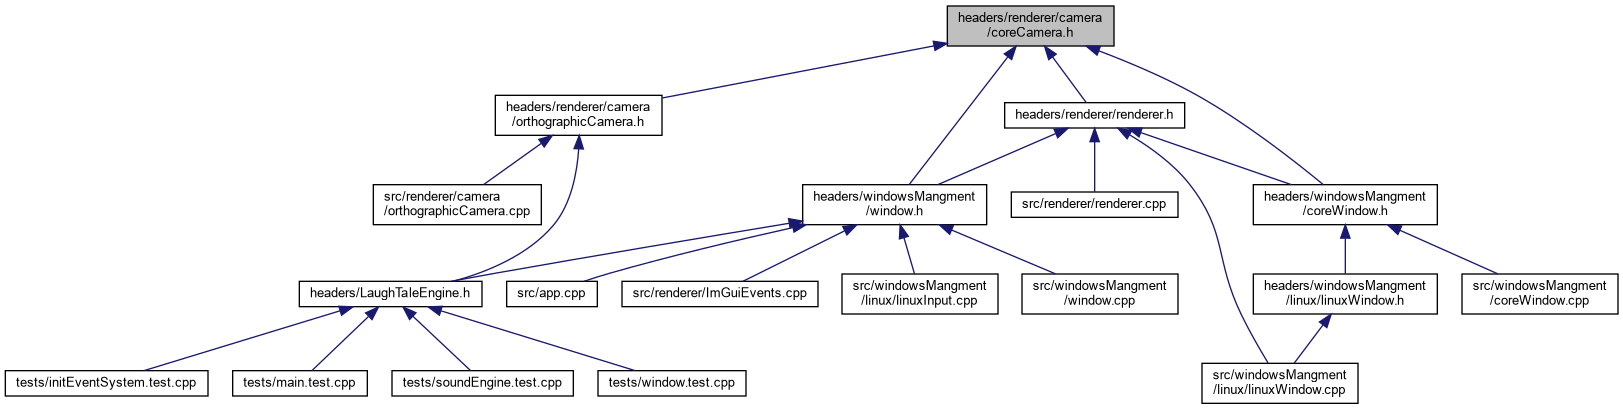 headers/renderer/camera
/coreCamera.h
headers/renderer/camera
/orthographicCamera.h
headers/renderer/renderer.h
src/renderer/camera
/orthographicCamera.cpp
headers/windowsMangment
/window.h
src/renderer/renderer.cpp
headers/windowsMangment
/coreWindow.h
headers/LaughTaleEngine.h
src/app.cpp
src/renderer/ImGuiEvents.cpp
src/windowsMangment
/linux/linuxInput.cpp
src/windowsMangment
/window.cpp
headers/windowsMangment
/linux/linuxWindow.h
src/windowsMangment
/coreWindow.cpp
tests/initEventSystem.test.cpp
tests/main.test.cpp
tests/soundEngine.test.cpp
tests/window.test.cpp
src/windowsMangment
/linux/linuxWindow.cpp